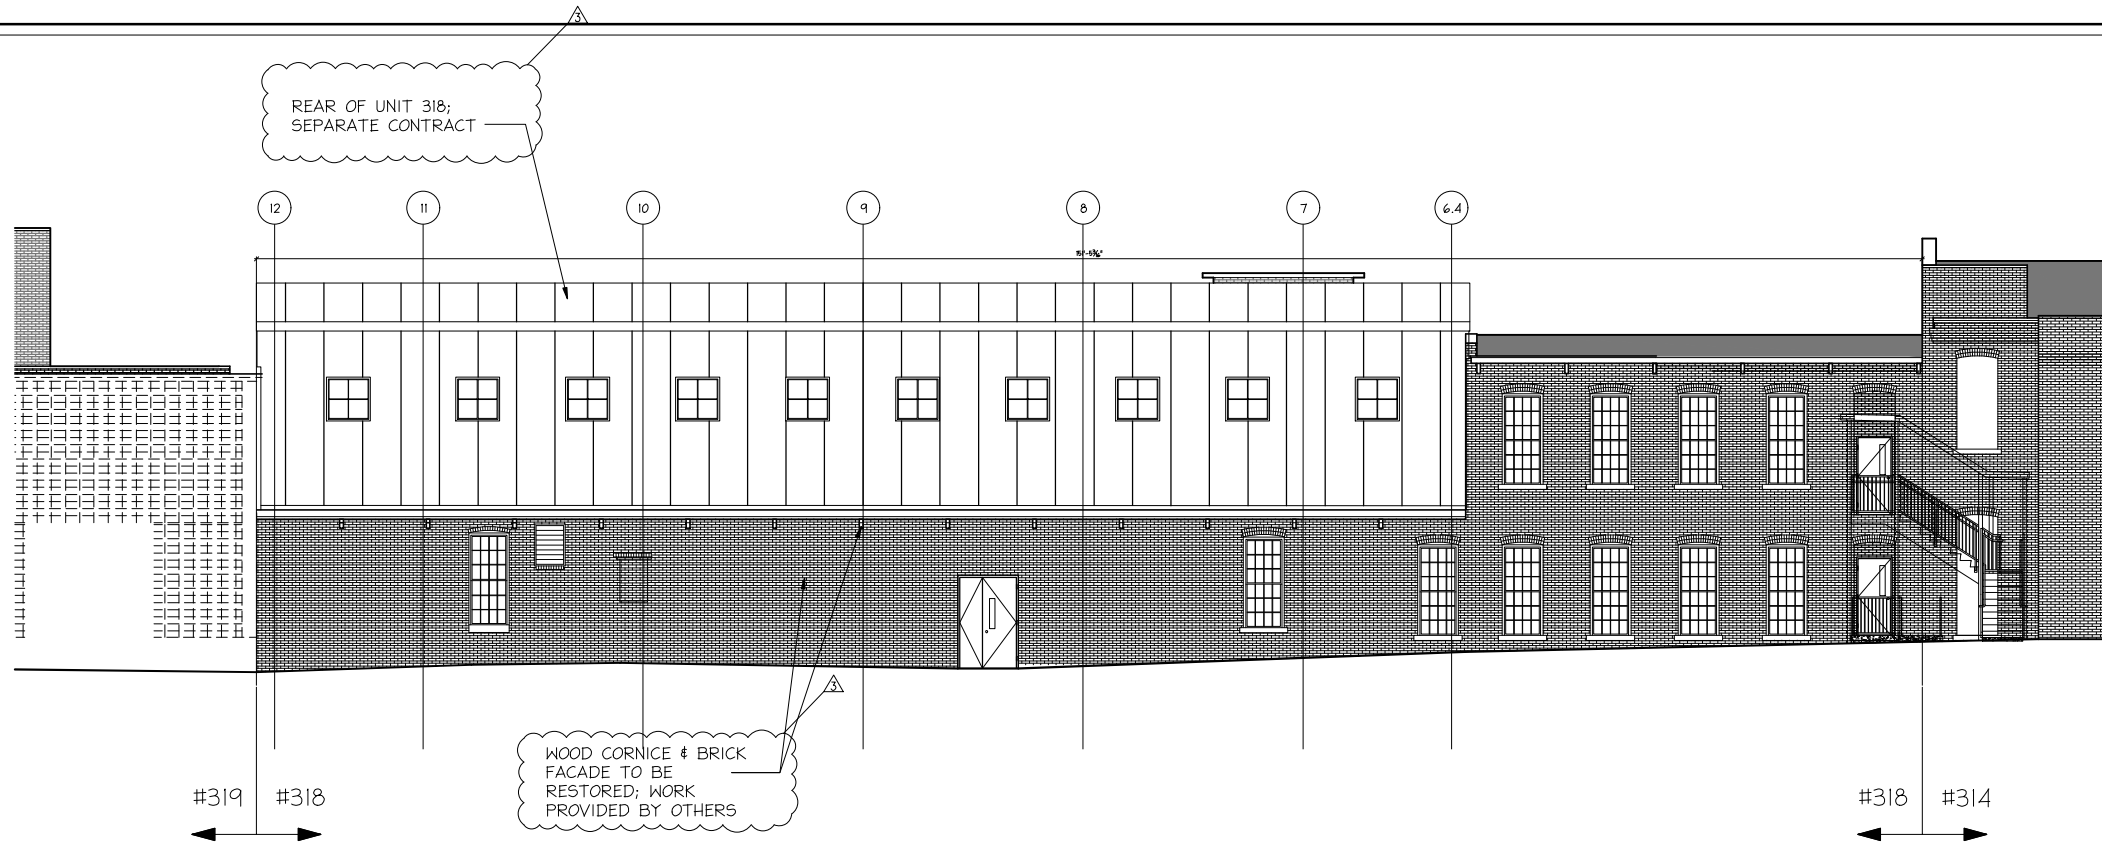 3
REAR OF UNIT 318;
SEPARATE CONTRACT
12 11 10 9 8 7 6.4
3
WOOD CORNICE & BRICK
FACADE TO BE
RESTORED; WORK
PROVIDED BY OTHERS
#319 #318
#318 #314